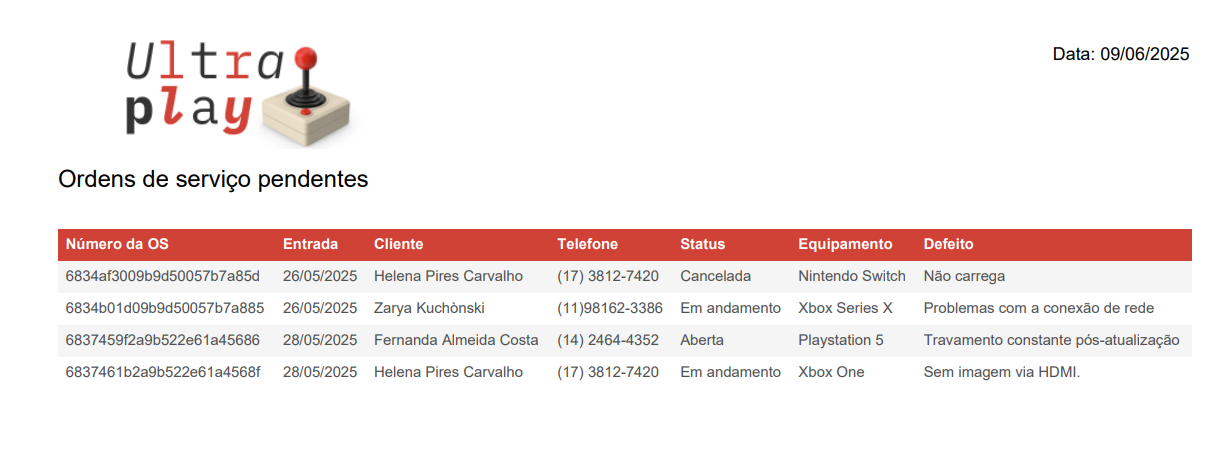 Ultra
play
Data: 09/06/2025
Ordens de serviço pendentes
Número da OS Entrada Cliente Telefone Status Equipamento Defeito
6834af3009b9d50057b7a85d 26/05/2025 Helena Pires Carvalho (17) 3812-7420 Cancelada Nintendo Switch Não carrega
6834b01d09b9d50057b7a885 26/05/2025 Zarya Kuchònski (11)98162-3386 Em andamento Xbox Series X Problemas com a conexão de rede
6837459f2a9b522e61a45686 28/05/2025 Fernanda Almeida Costa (14) 2464-4352 Aberta Playstation 5 Travamento constante pós-atualização
6837461b2a9b522e61a4568f 28/05/2025 Helena Pires Carvalho (17) 3812-7420 Em andamento Xbox One Sem imagem via HDMI.